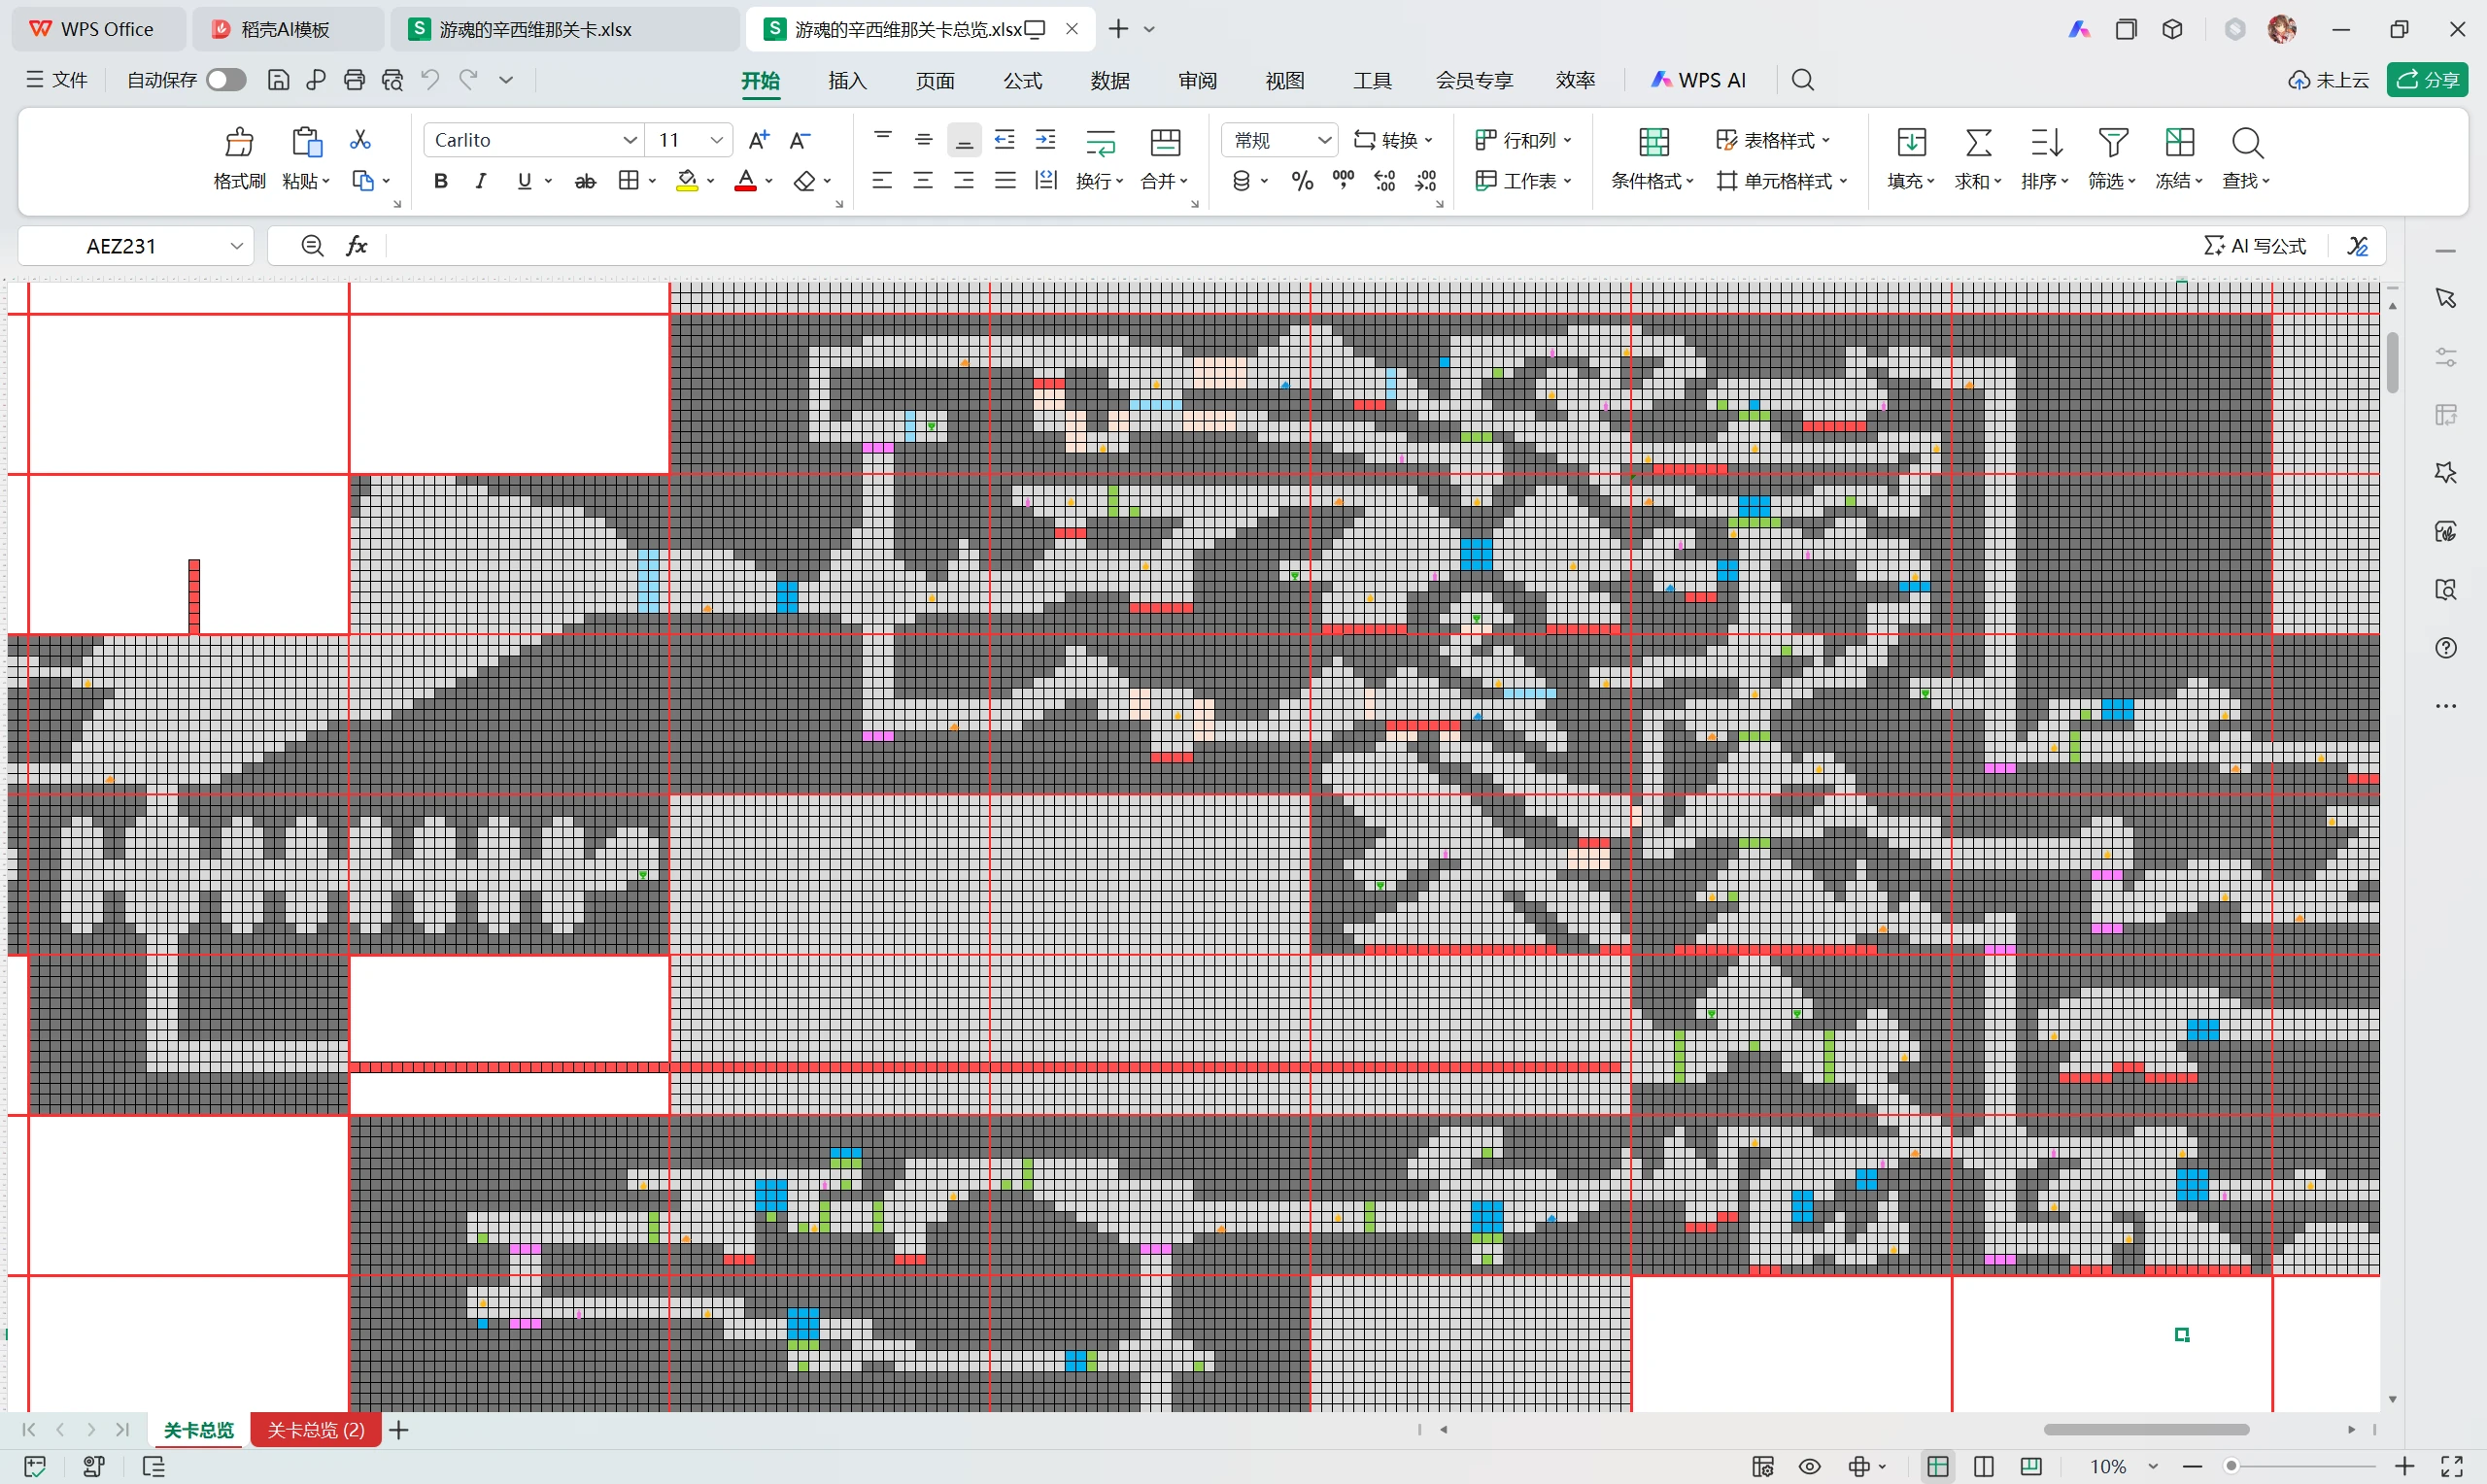 WPS Office
稻壳AI模板
S 游魂的辛西维那关卡.xlsx
S 游魂的辛西维那关卡总览.xlsx
文件
自动保存
开始 插入 页面 公式 数据 审阅 视图 工具 会员专享 效率 WPS AI
未上云
分享
Carlito 11 A+ A-
常规
转换
行和列
表格样式
格式刷 粘贴
B I U ab A
换行 合并
% 000
工作表
条件格式
单元格样式
填充 求和 排序 筛选 冻结 查找
AEZ231
fx
AI 写公式
关卡总览
关卡总览 (2)
10%